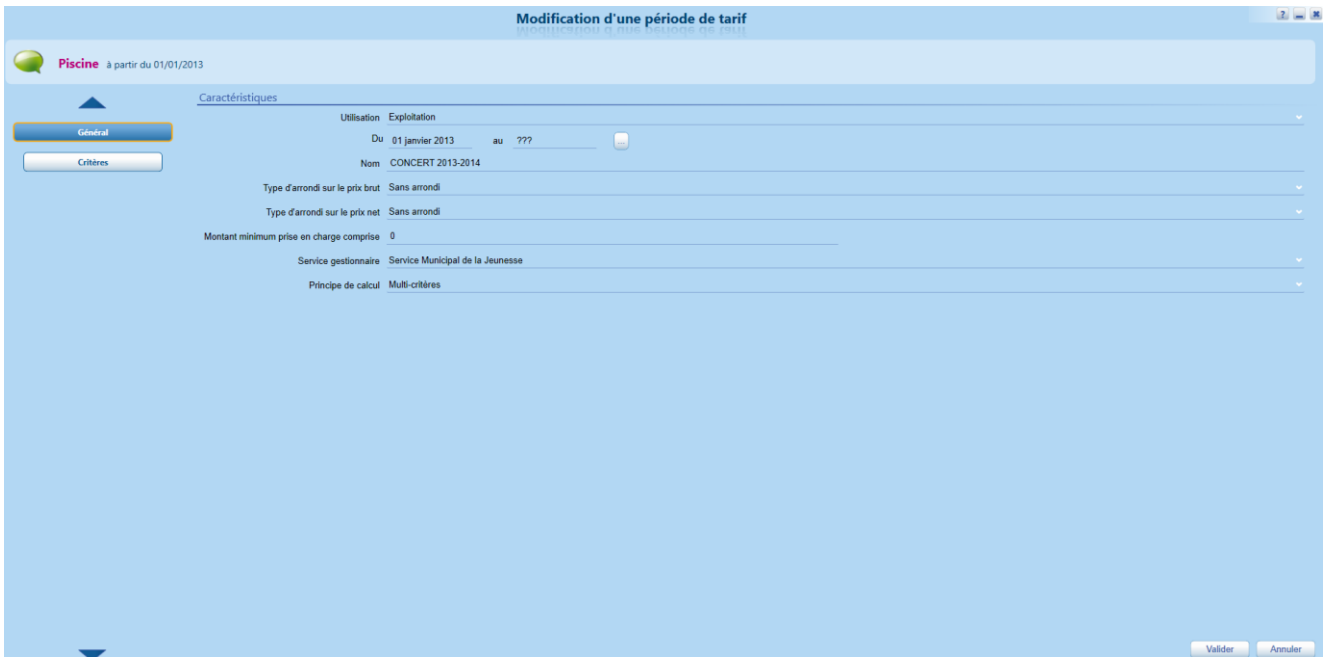 Modification d'une période de tarif
?
Piscine à partir du 01/01/2013
Général
Critères
Caractéristiques
Utilisation Exploitation
Du 01 janvier 2013 au ??? ...
Nom CONCERT 2013-2014
Type d'arrondi sur le prix brut Sans arrondi
Type d'arrondi sur le prix net Sans arrondi
Montant minimum prise en charge comprise 0
Service gestionnaire Service Municipal de la Jeunesse
Principe de calcul Multi-critères
Valider Annuler